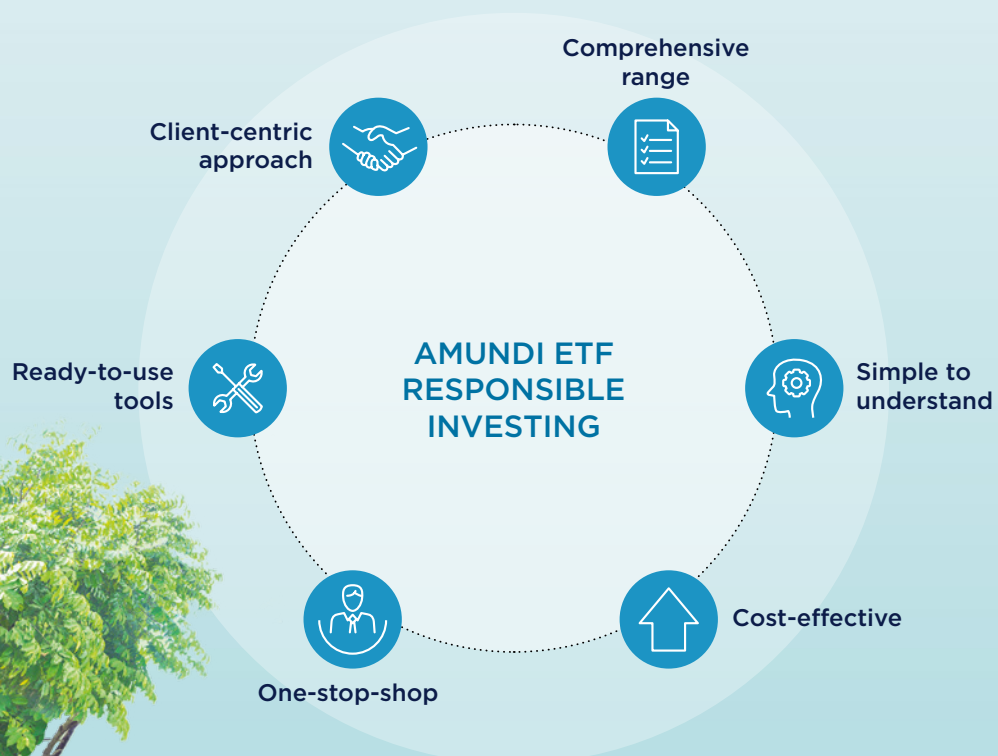 Comprehensive
range
Client-centric
approach
AMUNDI ETF
RESPONSIBLE
INVESTING
Ready-to-use
tools
Simple to
understand
Cost-effective
One-stop-shop